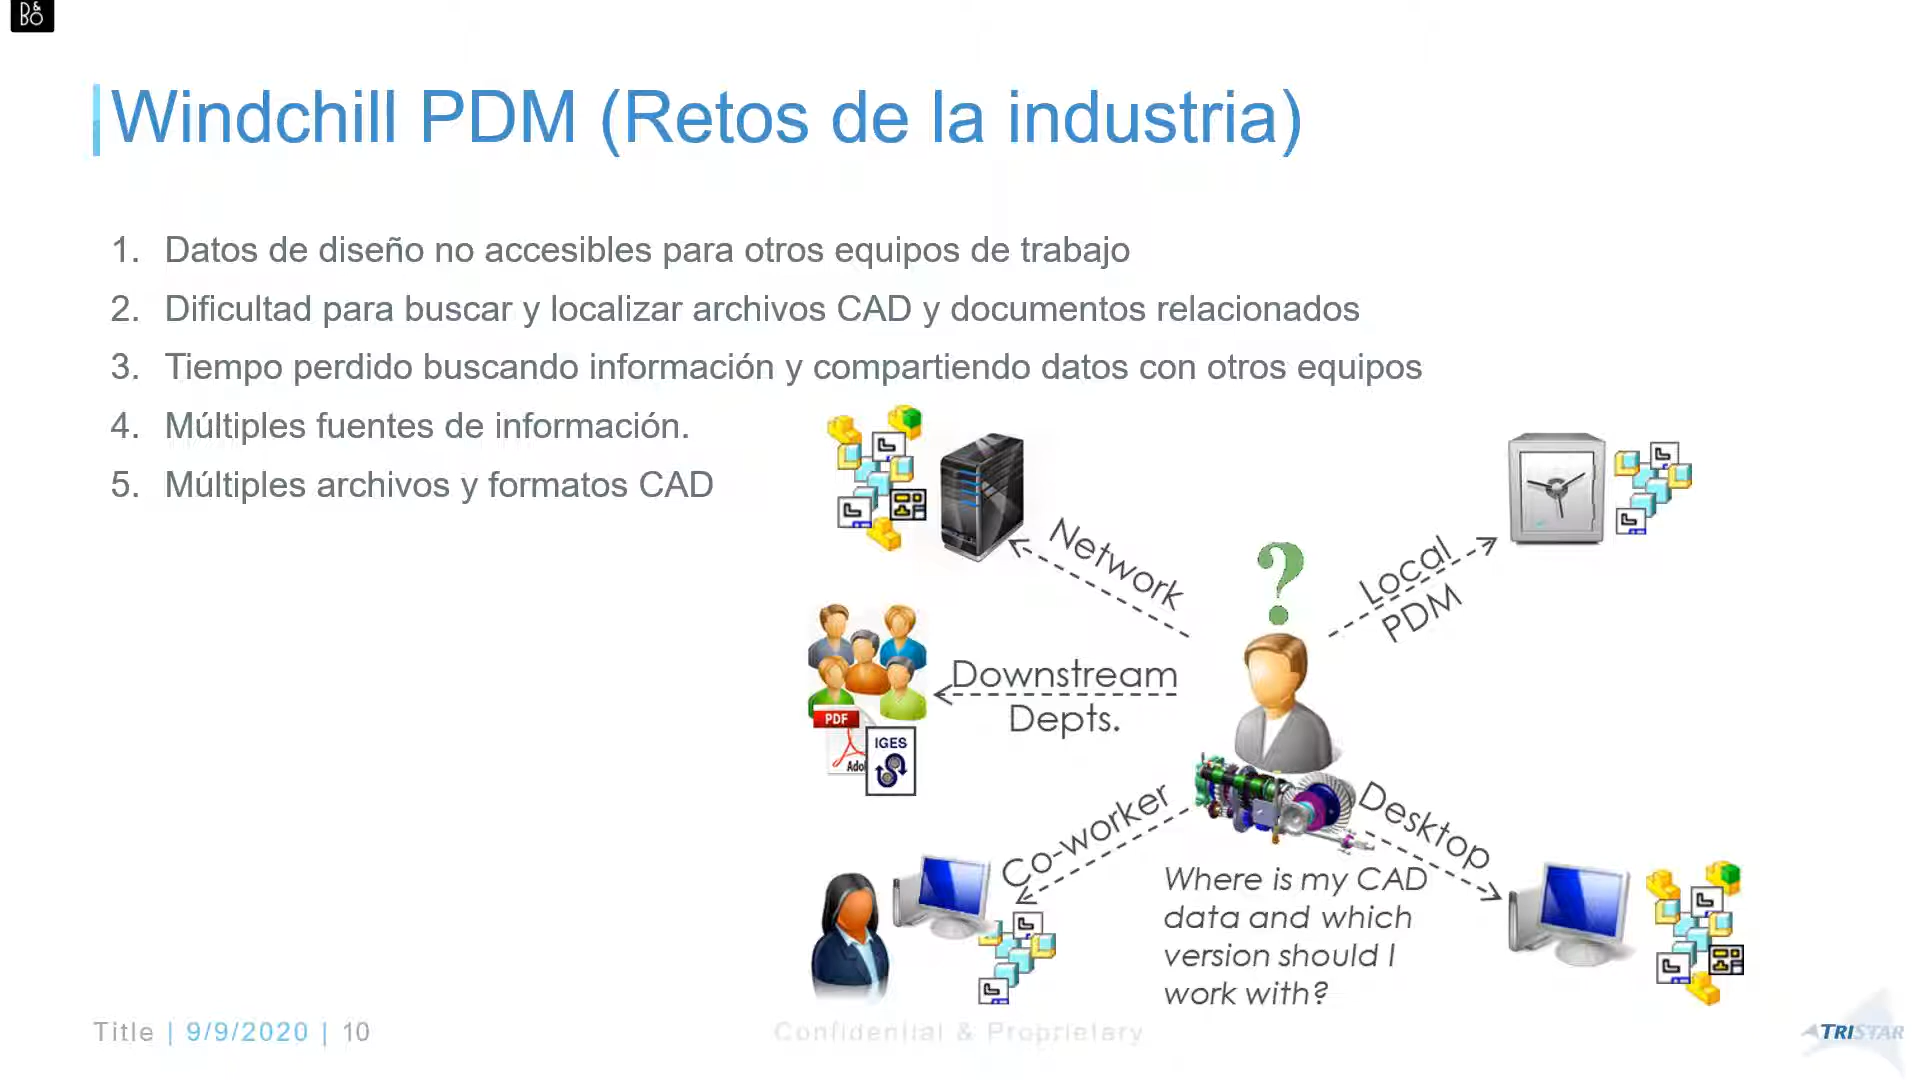 B&O
Windchill PDM (Retos de la industria)
1. Datos de diseño no accesibles para otros equipos de trabajo
2. Dificultad para buscar y localizar archivos CAD y documentos relacionados
3. Tiempo perdido buscando información y compartiendo datos con otros equipos
4. Múltiples fuentes de información.
5. Múltiples archivos y formatos CAD
Network
Local
PDM
?
Downstream
Depts.
PDF
Adob
IGES
Co-worker
Desktop
Where is my CAD
data and which
version should I
work with?
Title | 9/9/2020 | 10
Confidential & Proprietary
TRISTAR